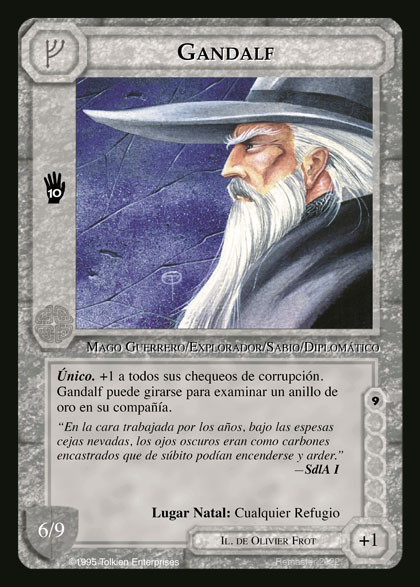 GANDALF
10
MAGO GUERRERO/EXPLORADOR/SABIO/DIPLOMÁTICO
Único. +1 a todos sus chequeos de corrupción.
Gandalf puede girarse para examinar un anillo de
oro en su compañía.
9
“En la cara trabajada por los años, bajo las espesas
cejas nevadas, los ojos oscuros eran como carbones
encastrados que de súbito podían encenderse y arder.”
—SdlA I
Lugar Natal: Cualquier Refugio
6/9
IL. DE OLIVIER FROT
+1
©1995 Tolkien Enterprises
Remaster 2022